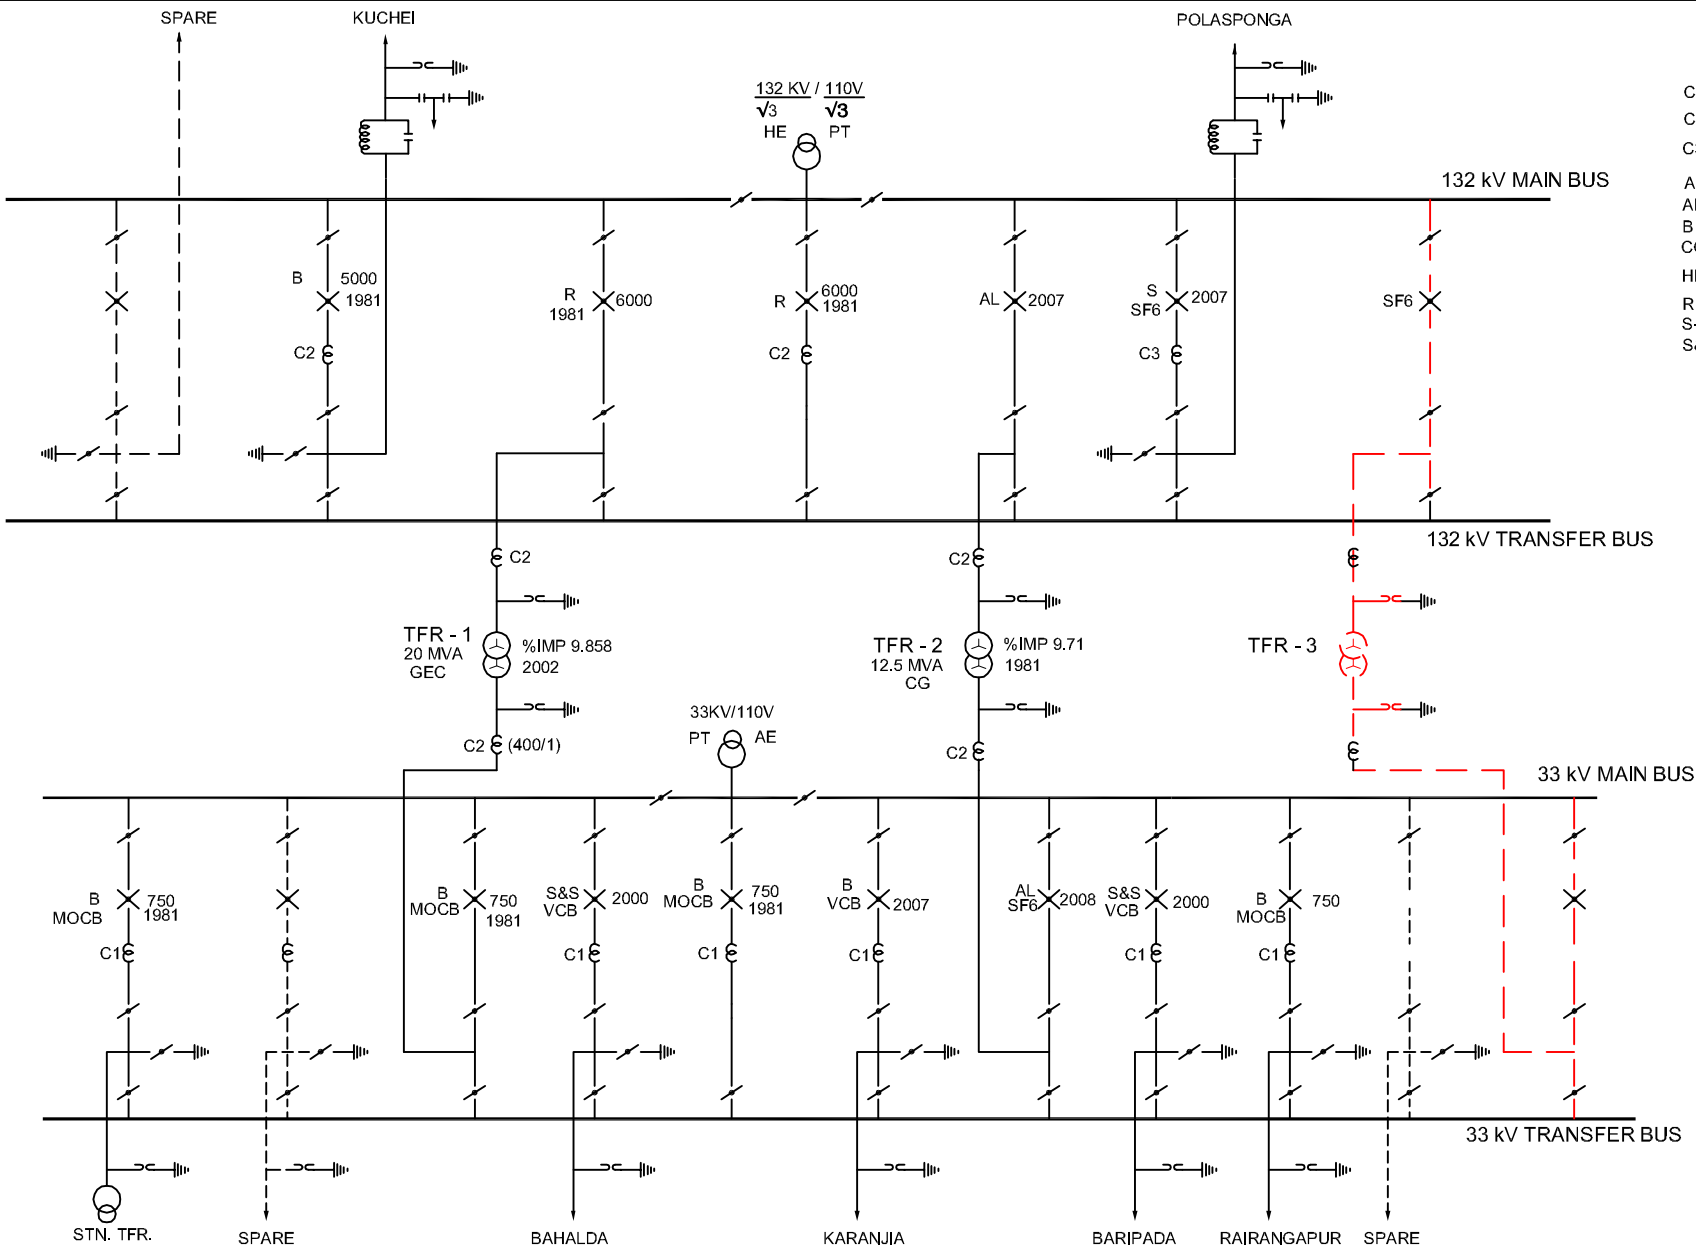 SPARE
KUCHEI
POLASPONGA
132 KV / 110V
√3 √3
HE PT
132 kV MAIN BUS
B 5000
1981
C2
R 6000
1981
R 6000
1981
C2
AL 2007
S 2007
SF6
C3
SF6
132 kV TRANSFER BUS
C2
C2
TFR - 1
20 MVA
GEC
%IMP 9.858
2002
TFR - 2
12.5 MVA
CG
%IMP 9.71
1981
TFR - 3
C2 (400/1)
33KV/110V
PT AE
C2
33 kV MAIN BUS
B 750
MOCB 1981
C1
B 750
MOCB 1981
S&S 2000
VCB
C1
B 750
MOCB 1981
C1
B 2007
VCB
C1
AL 2008
SF6
S&S 2000
VCB
C1
B 750
MOCB
C1
33 kV TRANSFER BUS
STN. TFR.
SPARE
BAHALDA
KARANJIA
BARIPADA
RAIRANGAPUR
SPARE
C
C
A
B
R
S-